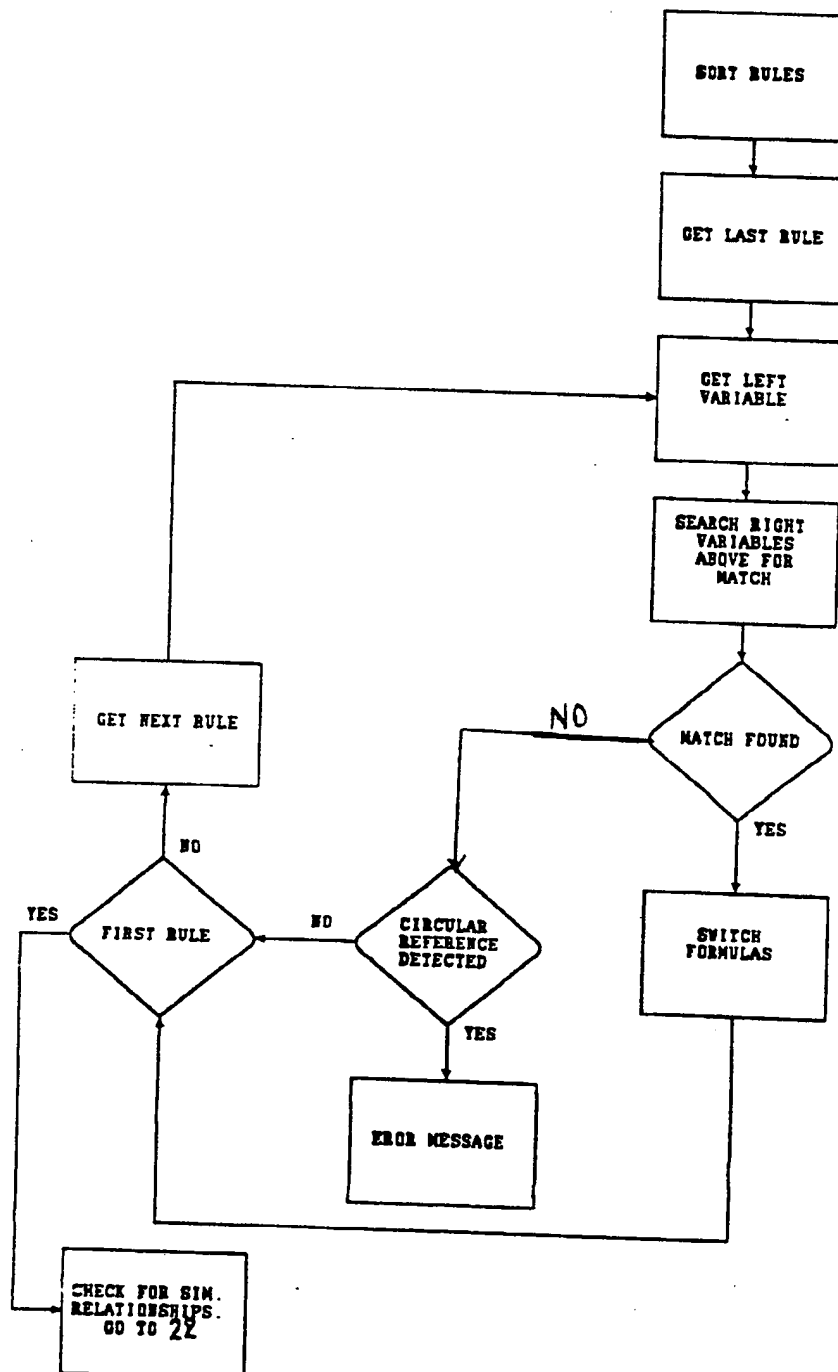 SORT RULES
GET LAST RULE
GET LEFT
VARIABLE
SEARCH RIGHT
VARIABLES
ABOVE FOR
MATCH
GET NEXT RULE
NO
MATCH FOUND
YES
NO
YES
FIRST RULE
NO
CIRCULAR
REFERENCE
DETECTED
SWITCH
FORMULAS
YES
EROR MESSAGE
CHECK FOR SIM.
RELATIONSHIPS.
GO TO 22